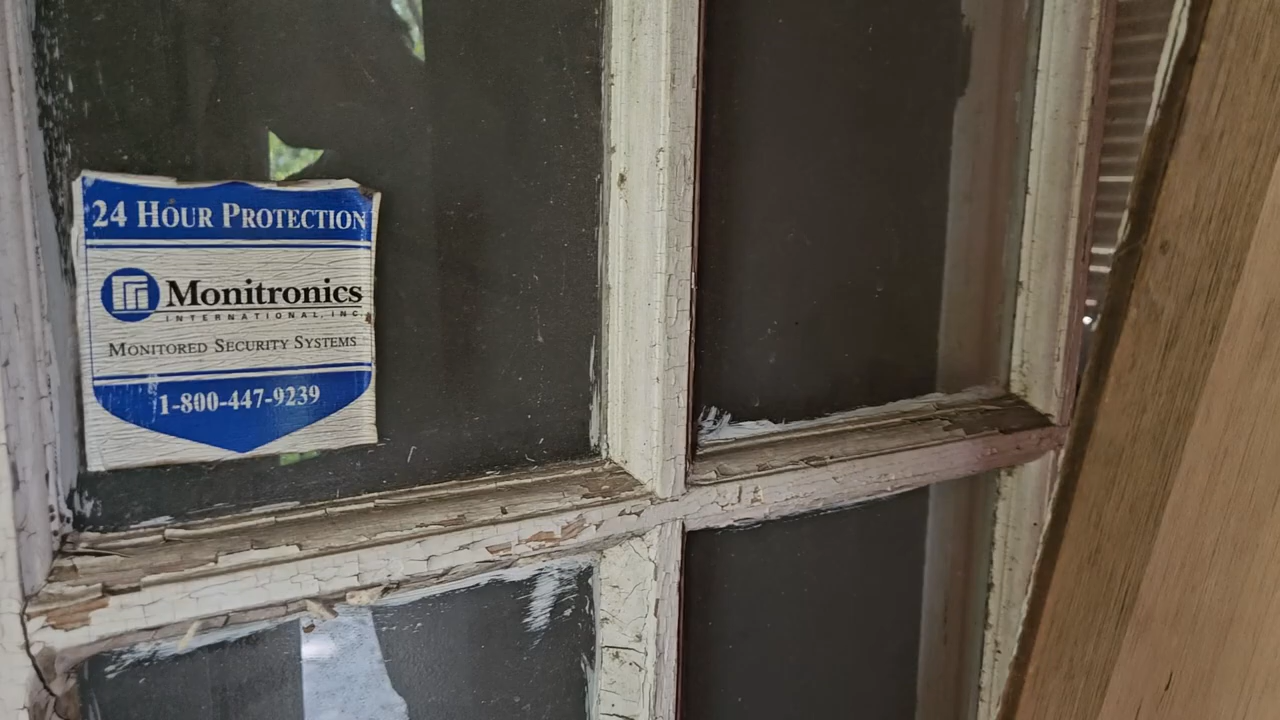 24 HOUR PROTECTION
Monitronics
INTERNATIONAL, INC.
MONITORED SECURITY SYSTEMS
1-800-447-9239